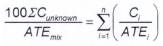 100ΣC_unknown / ATE_mix = Σ_{i=1}^{n} ( C_i / ATE_i )